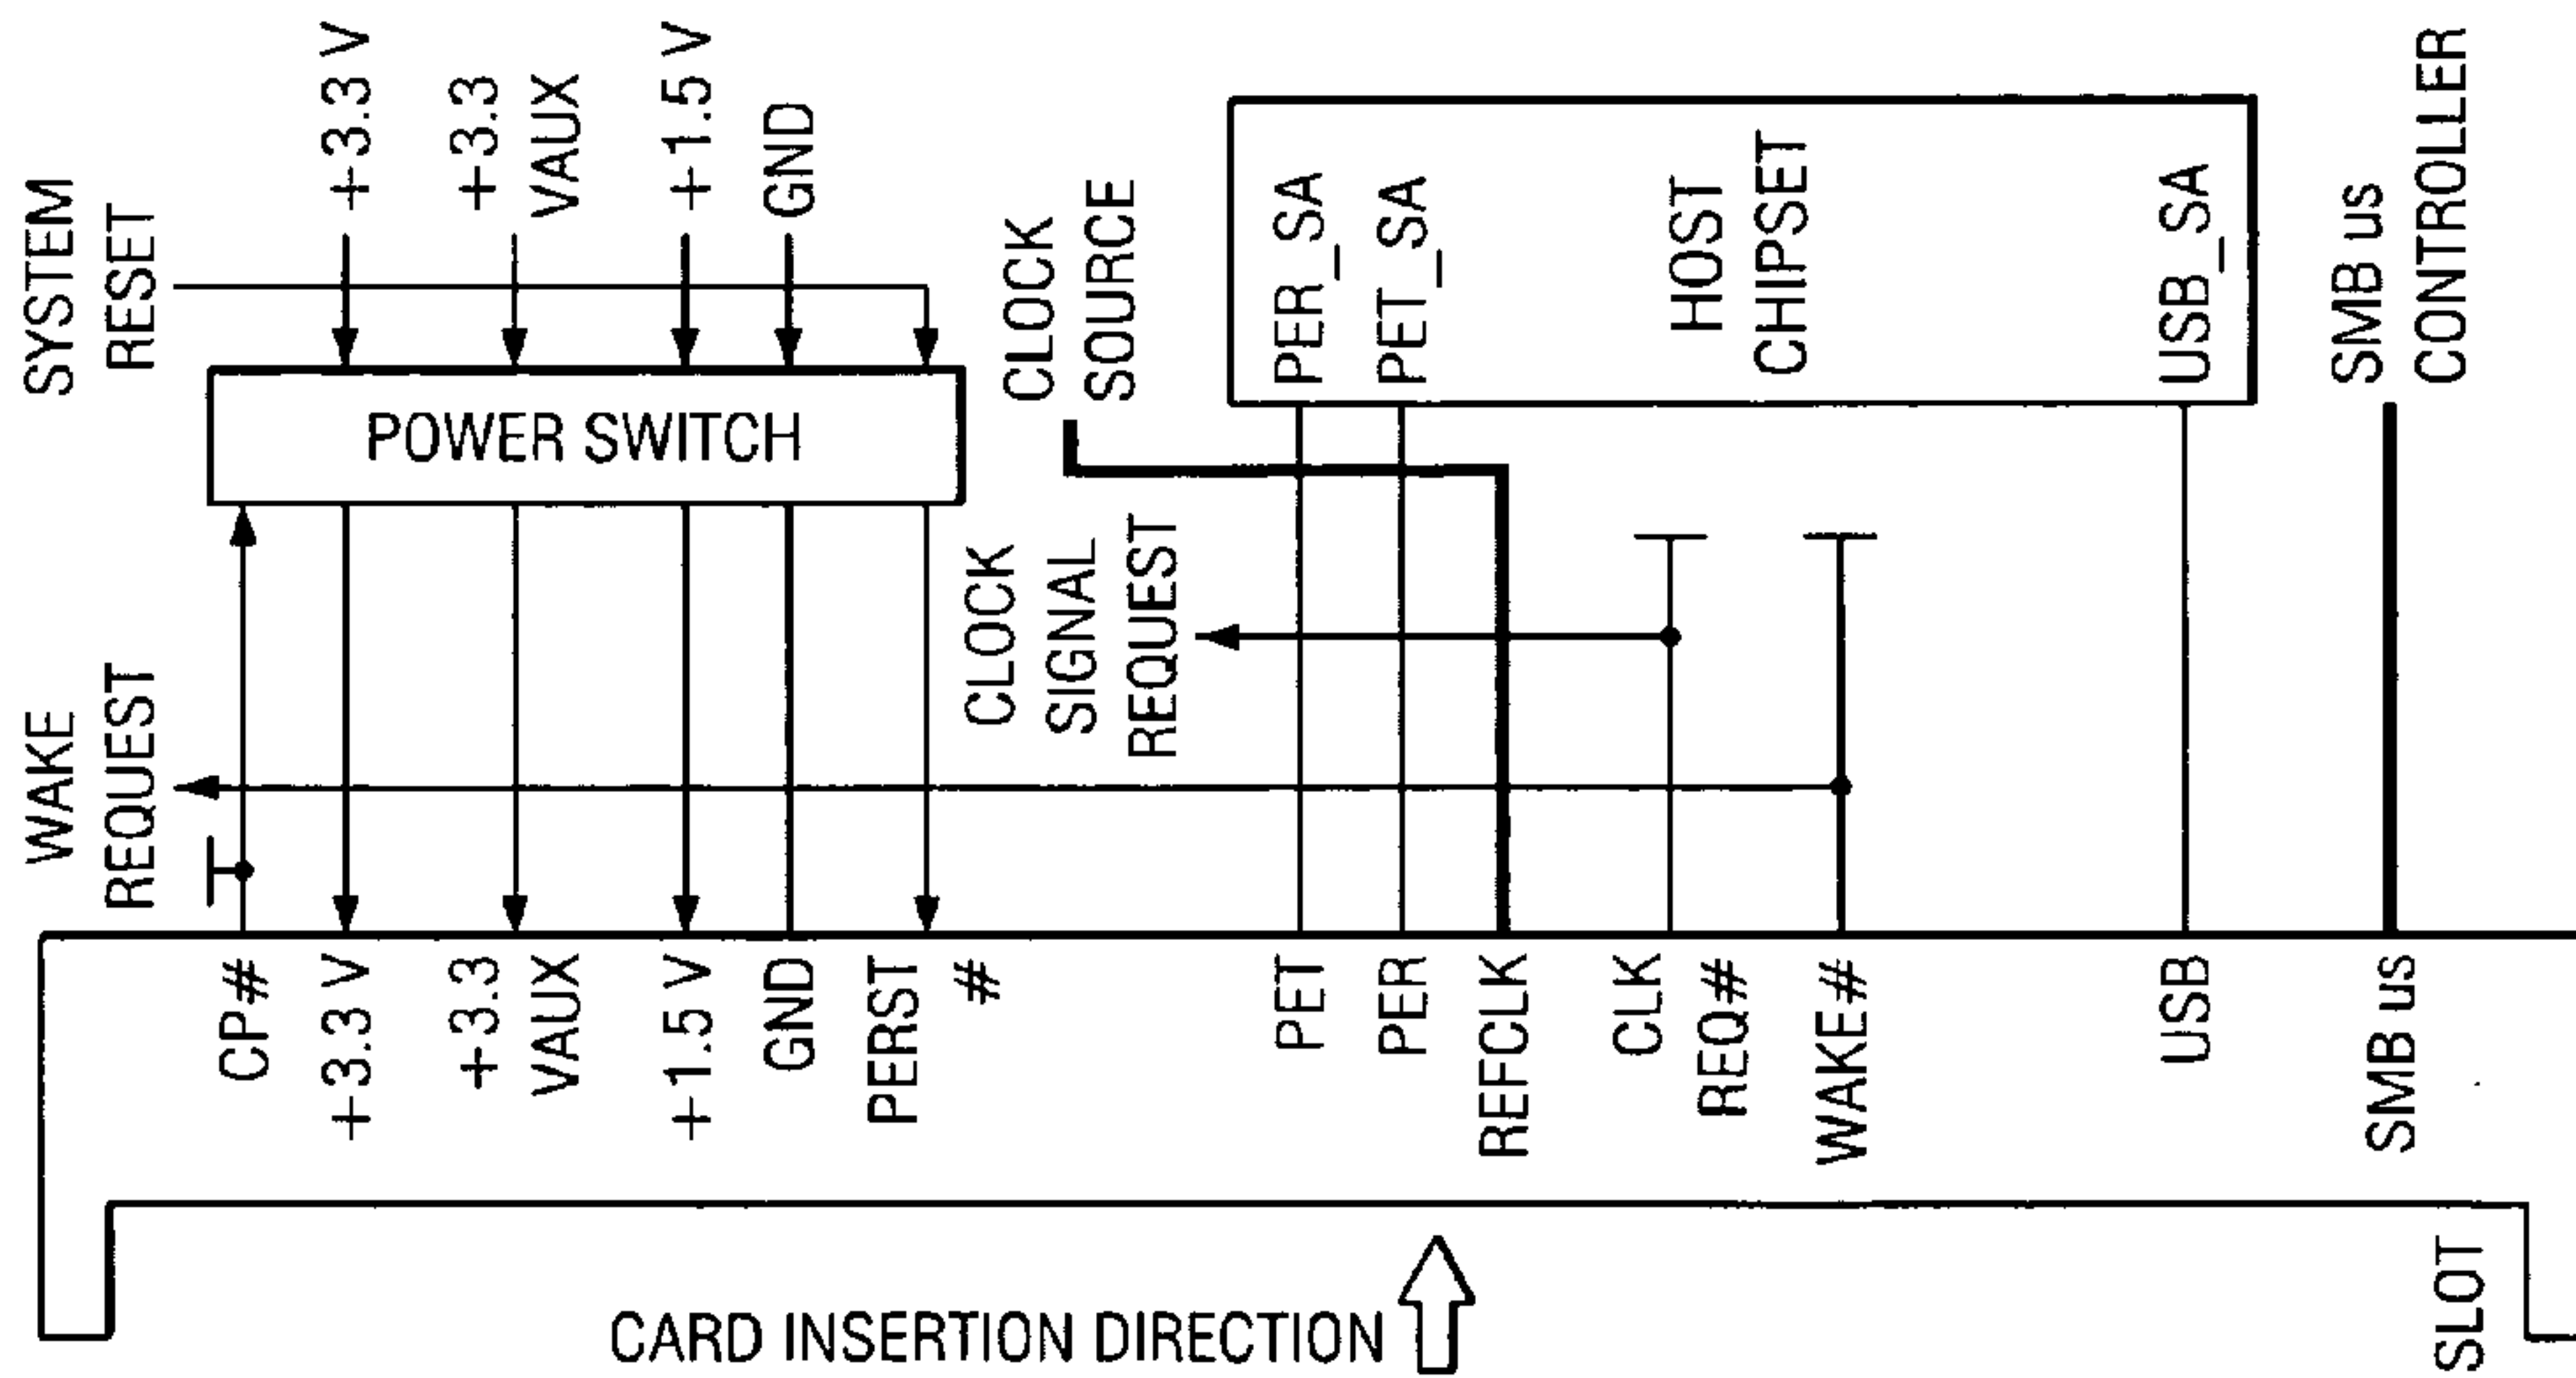 SYSTEM
RESET
+3.3 V
+3.3
VAUX
+1.5 V
GND
CLOCK
SOURCE
PER_SA
PET_SA
HOST
CHIPSET
USB_SA
SMB us
CONTROLLER
POWER SWITCH
WAKE
REQUEST
CLOCK
SIGNAL
REQUEST
CP#
+3.3 V
+3.3
VAUX
+1.5 V
GND
PERST
#
PET
PER
REFCLK
CLK
REQ#
WAKE#
USB
SMB us
CARD INSERTION DIRECTION
SLOT